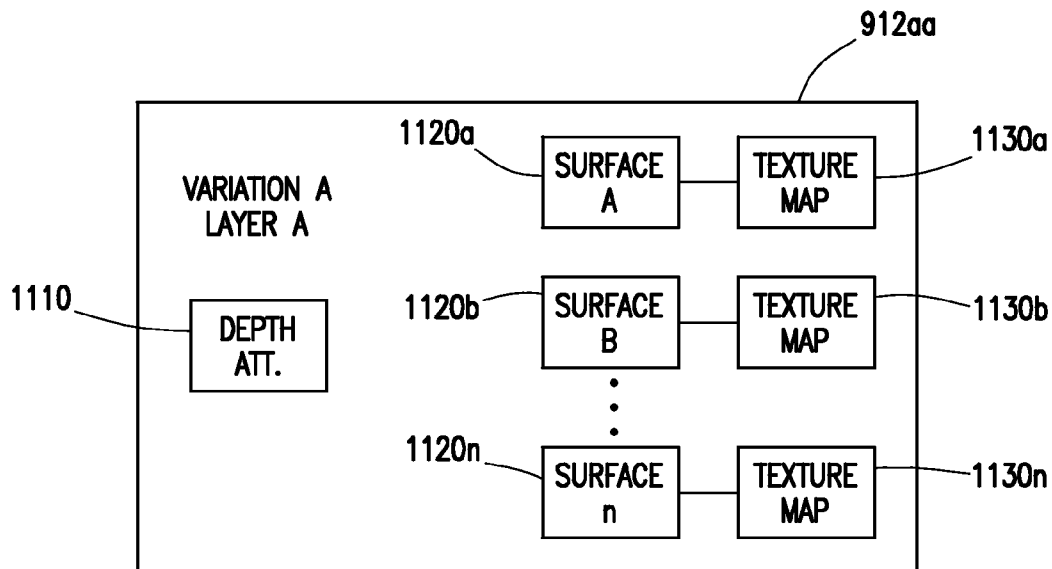 912aa
1120a
SURFACE
A
TEXTURE
MAP
1130a
VARIATION A
LAYER A
1110
DEPTH
ATT.
1120b
SURFACE
B
TEXTURE
MAP
1130b
1120n
SURFACE
n
TEXTURE
MAP
1130n